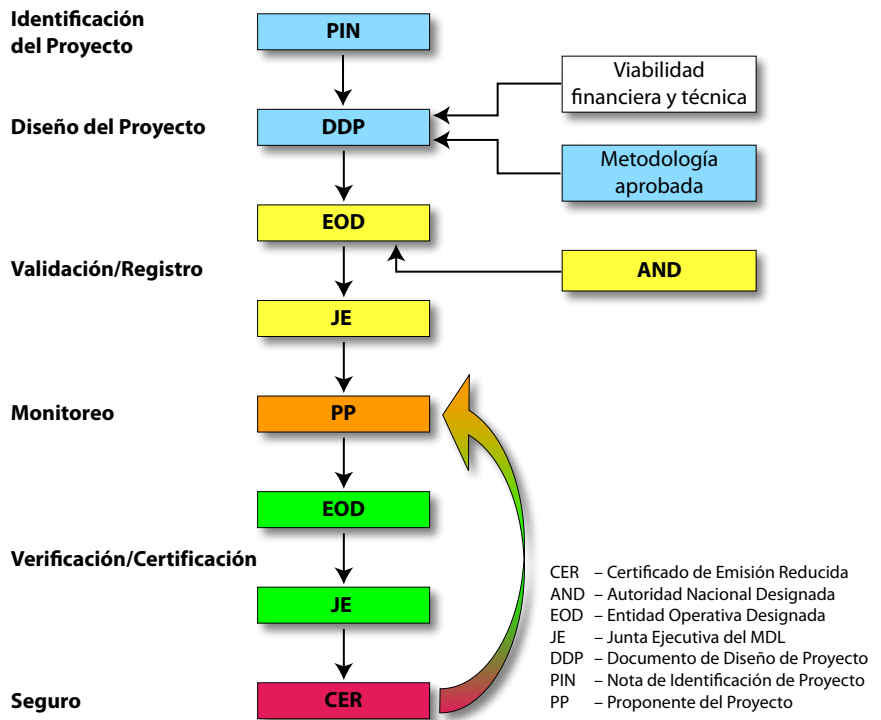 Identificación
del Proyecto
PIN
Viabilidad
financiera y técnica
Diseño del Proyecto
DDP
Metodología
aprobada
EOD
Validación/Registro
AND
JE
Monitoreo
PP
EOD
Verificación/Certificación
JE
Seguro
CER
CER – Certificado de Emisión Reducida
AND – Autoridad Nacional Designada
EOD – Entidad Operativa Designada
JE – Junta Ejecutiva del MDL
DDP – Documento de Diseño de Proyecto
PIN – Nota de Identificación de Proyecto
PP – Proponente del Proyecto